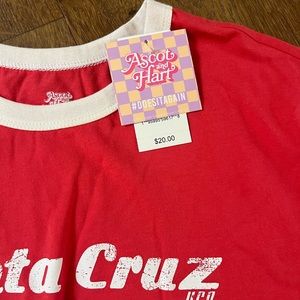 Ascot
and
Hart
#DOESITAGAIN
$20.00
Ascot
Hart
ta Cruz